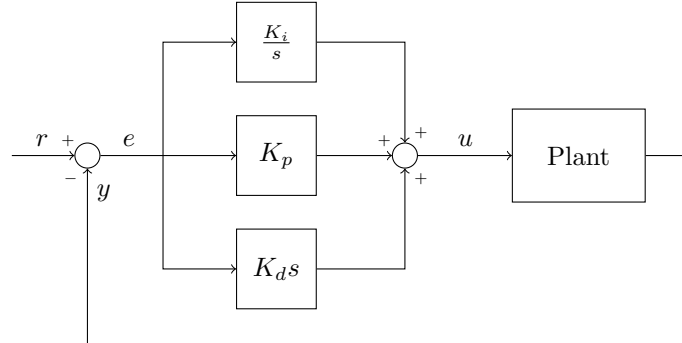 K_i
s
r + e
− y
K_p
+ +
+
u
Plant
K_d s